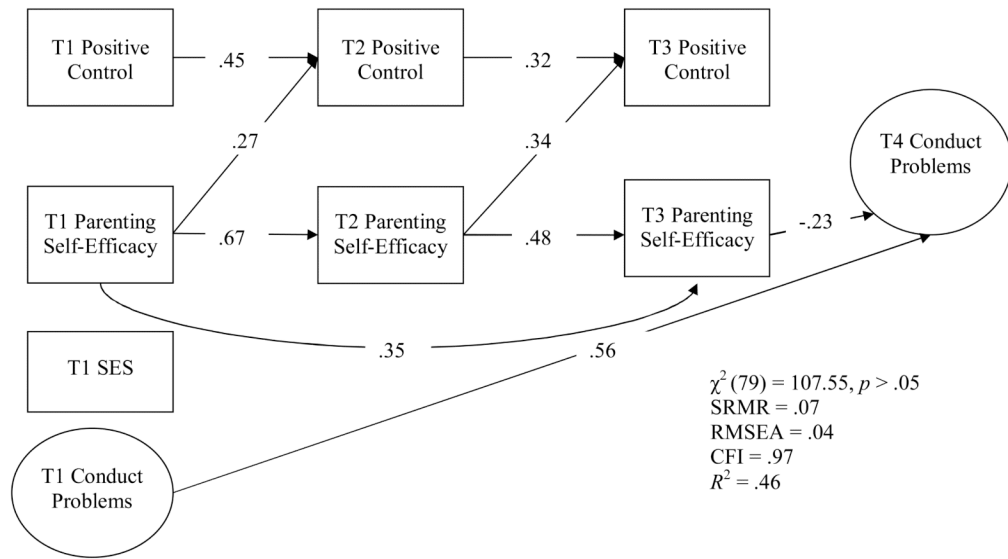 T1 Positive
Control
.45
T2 Positive
Control
.32
T3 Positive
Control
.27
.34
T4 Conduct
Problems
T1 Parenting
Self-Efficacy
.67
T2 Parenting
Self-Efficacy
.48
T3 Parenting
Self-Efficacy
-.23
.35
.56
T1 SES
χ² (79) = 107.55, p > .05
SRMR = .07
RMSEA = .04
CFI = .97
R² = .46
T1 Conduct
Problems